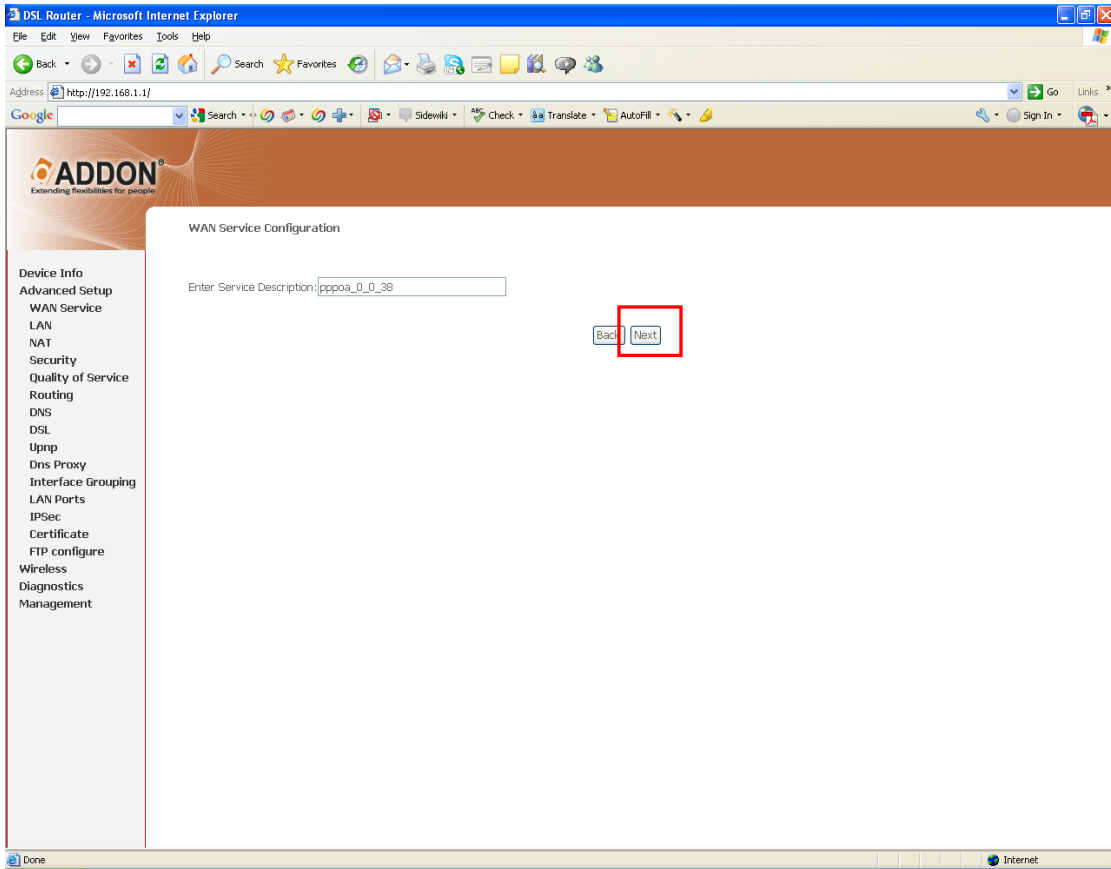 DSL Router - Microsoft Internet Explorer
File Edit View Favorites Tools Help
Back Search Favorites
Address http://192.168.1.1/ Go Links »
Google Search Sidewiki ABC Check Translate AutoFill Sign In
ADDON®
Extending flexibilities for people
WAN Service Configuration
Device Info
Advanced Setup
WAN Service
LAN
NAT
Security
Quality of Service
Routing
DNS
DSL
Upnp
Dns Proxy
Interface Grouping
LAN Ports
IPSec
Certificate
FTP configure
Wireless
Diagnostics
Management
Enter Service Description: pppoa_0_0_38
Back Next
Done Internet